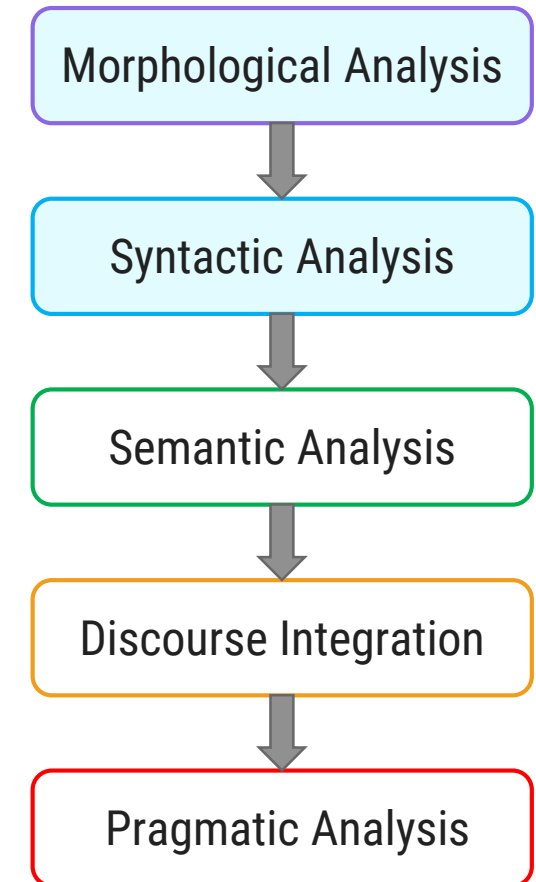 Morphological Analysis
Syntactic Analysis
Semantic Analysis
Discourse Integration
Pragmatic Analysis